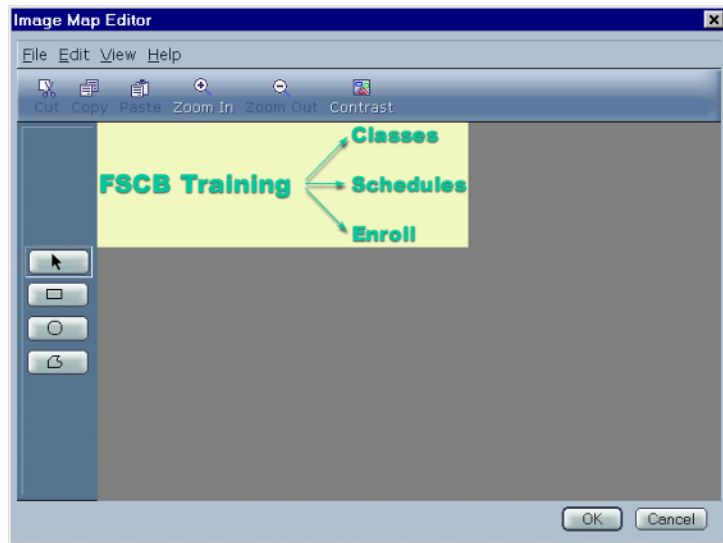 Image Map Editor
File Edit View Help
Cut Copy Paste Zoom In Zoom Out Contrast
Classes
FSCB Training Schedules
Enroll
OK Cancel